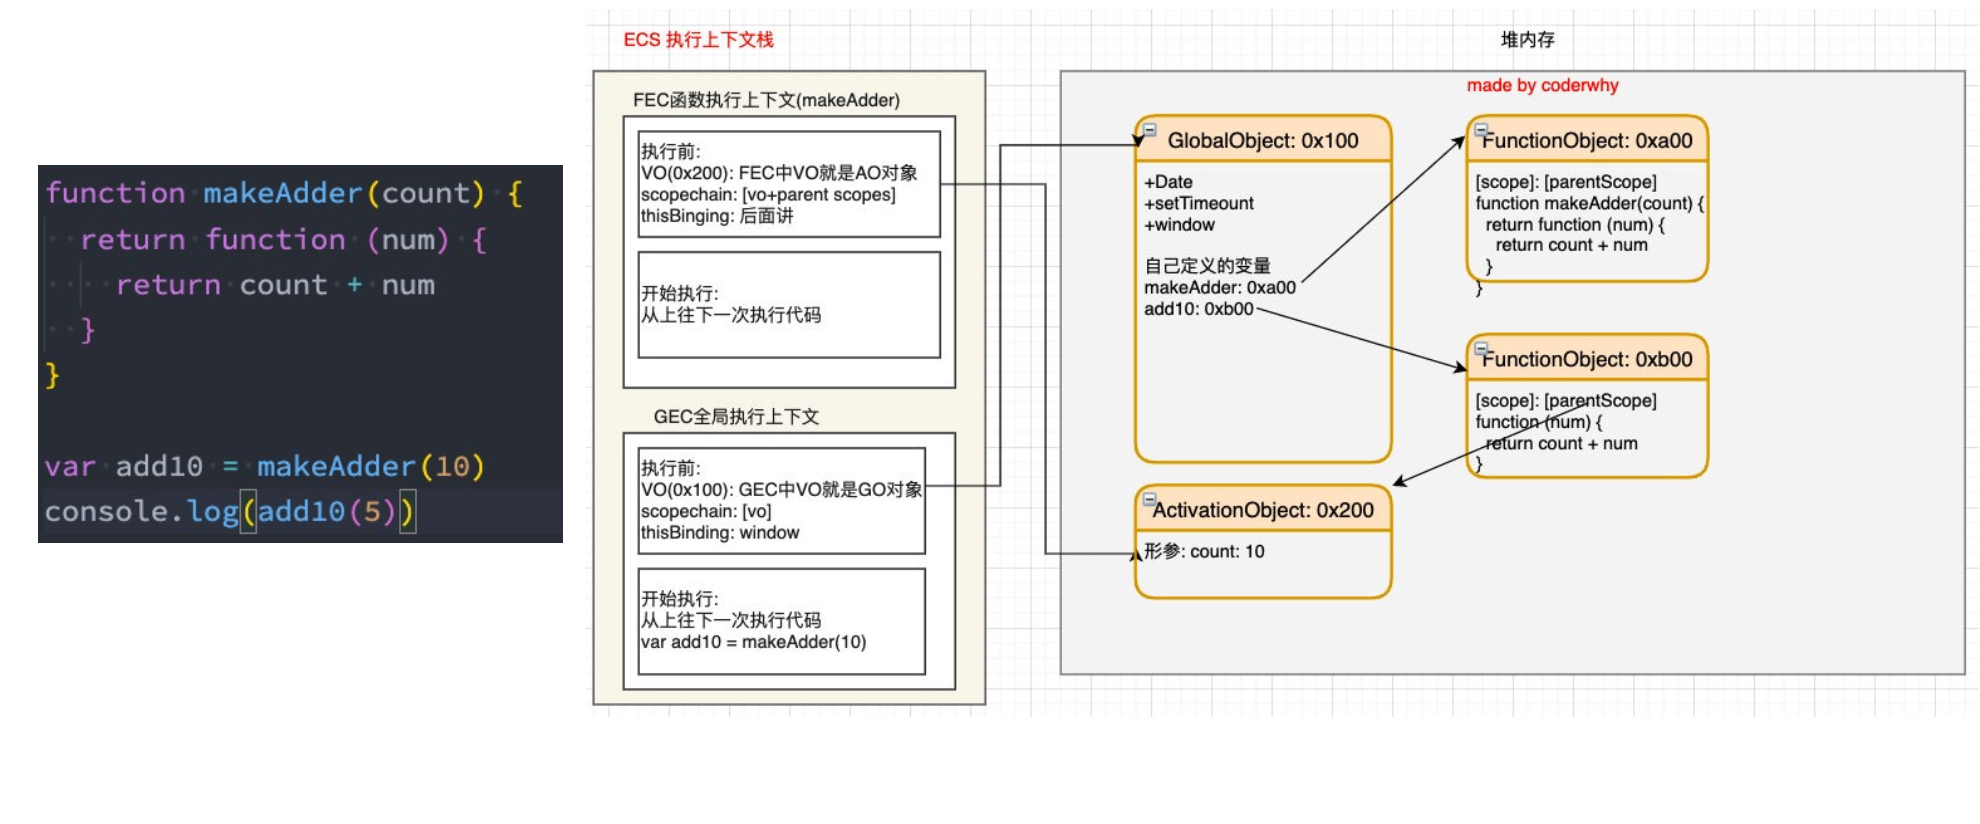 function makeAdder(count) {
return function (num) {
return count + num
}
}
var add10 = makeAdder(10)
console.log(add10(5))
ECS 执行上下文栈
FEC函数执行上下文(makeAdder)
执行前:
VO(0x200): FEC中VO就是AO对象
scopechain: [vo+parent scopes]
thisBinging: 后面讲
开始执行:
从上往下一次执行代码
GEC全局执行上下文
执行前:
VO(0x100): GEC中VO就是GO对象
scopechain: [vo]
thisBinding: window
开始执行:
从上往下一次执行代码
var add10 = makeAdder(10)
堆内存
made by coderwhy
GlobalObject: 0x100
+Date
+setTimeount
+window
自己定义的变量
makeAdder: 0xa00
add10: 0xb00
FunctionObject: 0xa00
[scope]: [parentScope]
function makeAdder(count) {
return function (num) {
return count + num
}
}
FunctionObject: 0xb00
[scope]: [parentScope]
function (num) {
return count + num
}
ActivationObject: 0x200
形参: count: 10